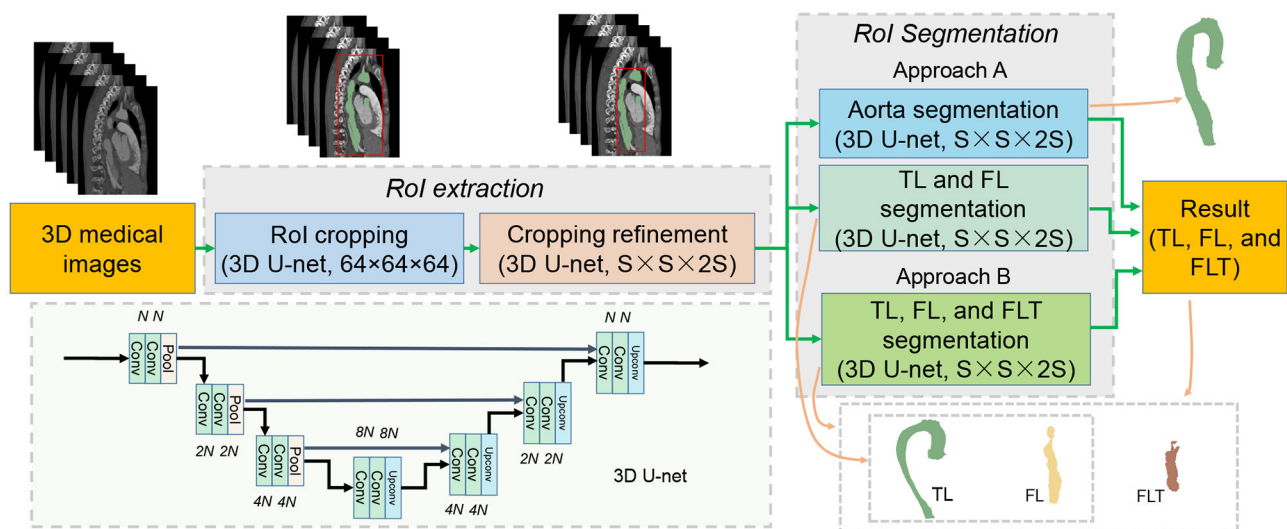 RoI extraction
3D medical
images
RoI cropping
(3D U-net, 64×64×64)
Cropping refinement
(3D U-net, S×S×2S)
RoI Segmentation
Approach A
Aorta segmentation
(3D U-net, S×S×2S)
TL and FL
segmentation
(3D U-net, S×S×2S)
Approach B
TL, FL, and FLT
segmentation
(3D U-net, S×S×2S)
Result
(TL, FL, and
FLT)
N N
Conv
Conv
Pool
2N 2N
Conv
Conv
Pool
4N 4N
Conv
Conv
Pool
8N 8N
Conv
Conv
Upconv
4N 4N
Conv
Conv
Upconv
2N 2N
Conv
Conv
Upconv
N N
Conv
Conv
Upconv
3D U-net
TL
FL
FLT